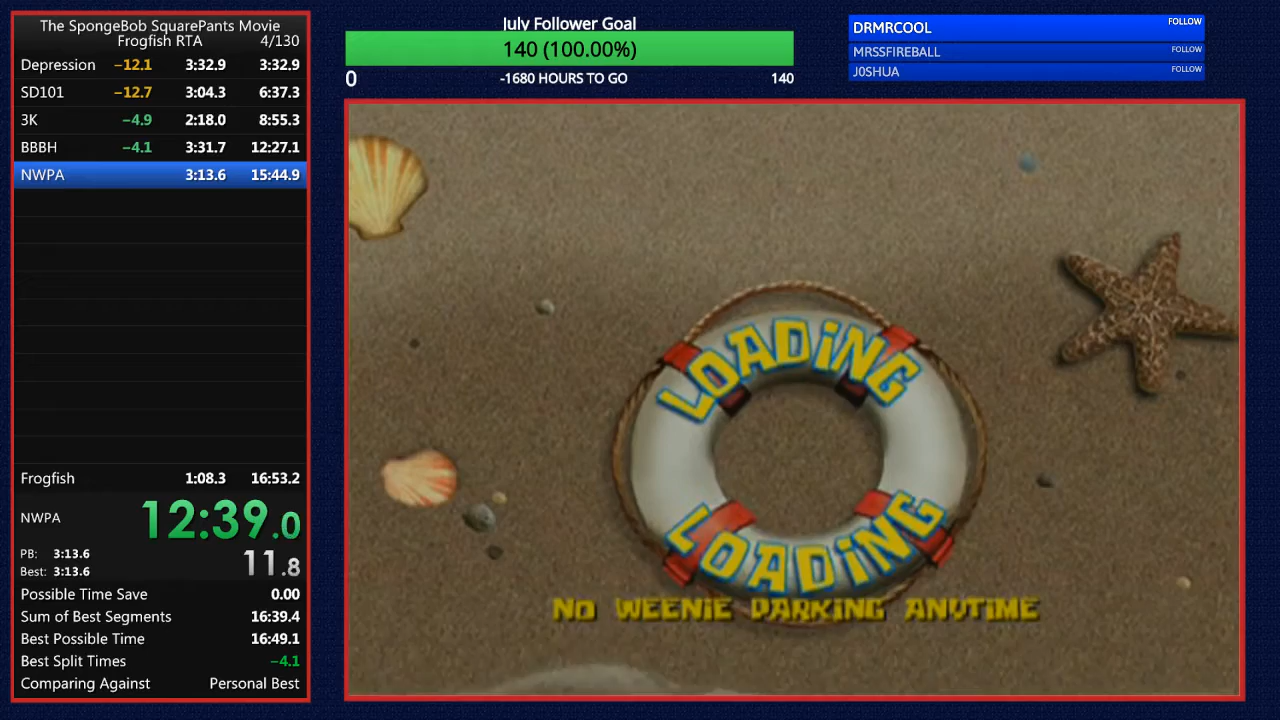 The SpongeBob SquarePants Movie
Frogfish RTA 4/130
Depression −12.1 3:22.9 3:32.9
SD101 −12.7 3:04.3 6:37.3
3K −4.9 2:18.0 8:55.3
BBBH −4.1 3:31.7 12:27.1
NWPA 3:13.6 15:44.9
Frogfish 1:08.3 16:53.2
NWPA 12:39.0
PB: 3:13.6
Best: 3:13.6
11.8
Possible Time Save 0.00
Sum of Best Segments 16:39.4
Best Possible Time 16:49.1
Best Split Times −4.1
Comparing Against Personal Best
July Follower Goal
140 (100.00%)
0 -1680 HOURS TO GO 140
DRMRCOOL FOLLOW
MRSSFIREBALL FOLLOW
J0SHUA FOLLOW
LOADING
LOADING
NO WEENIE PARKING ANYTIME